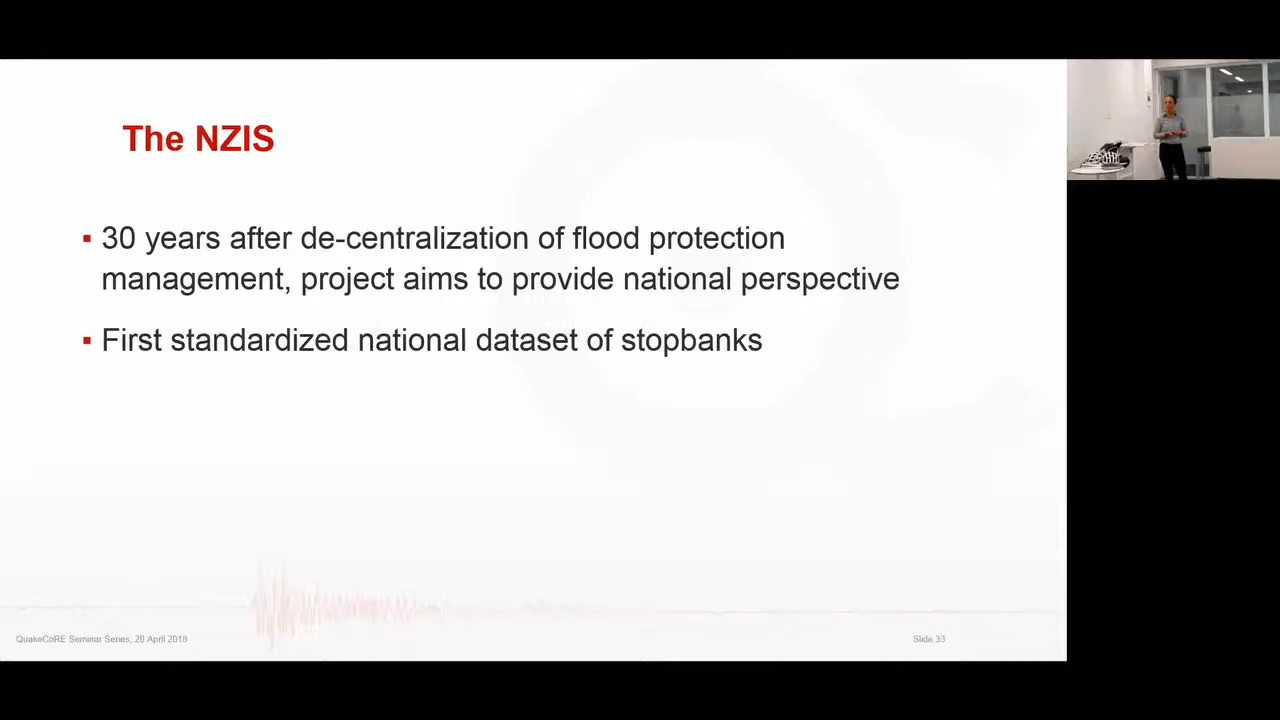 The NZIS
▪ 30 years after de-centralization of flood protection
management, project aims to provide national perspective
▪ First standardized national dataset of stopbanks
QuakeCoRE Seminar Series, 20 April 2018
Slide 33